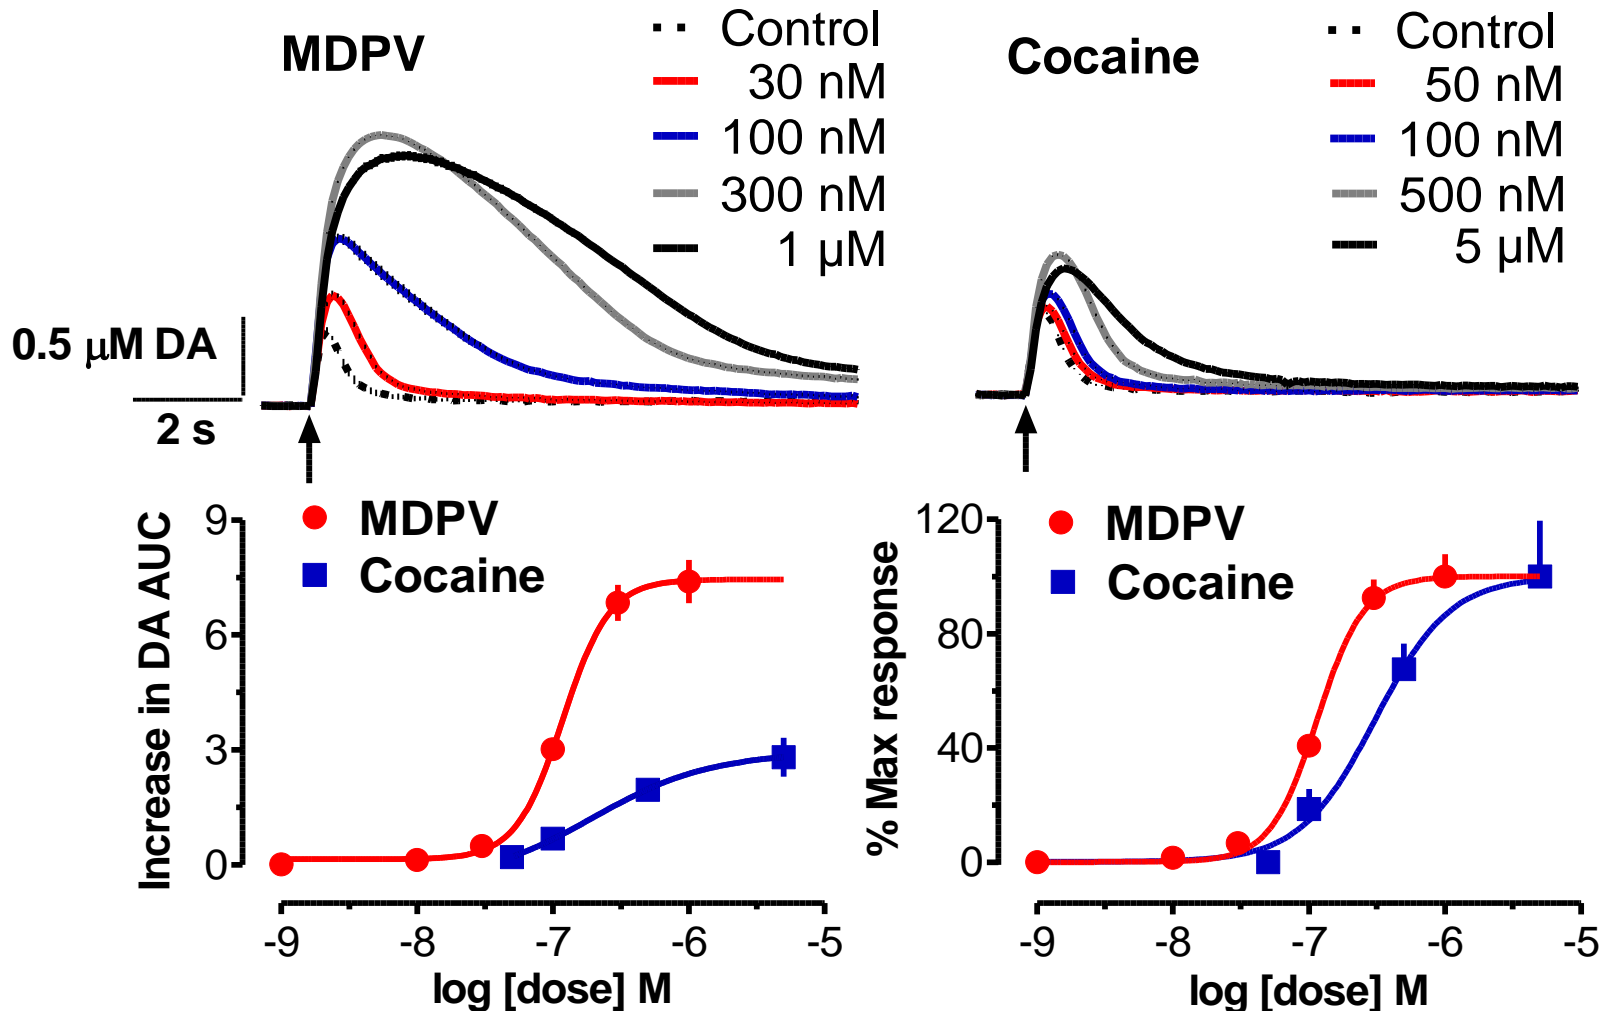 MDPV
Control
30 nM
100 nM
300 nM
1 μM
Cocaine
Control
50 nM
100 nM
500 nM
5 μM
0.5 μM DA
2 s
Increase in DA AUC
9
6
3
0
MDPV
Cocaine
-9 -8 -7 -6 -5
log [dose] M
% Max response
120
80
40
0
MDPV
Cocaine
-9 -8 -7 -6 -5
log [dose] M